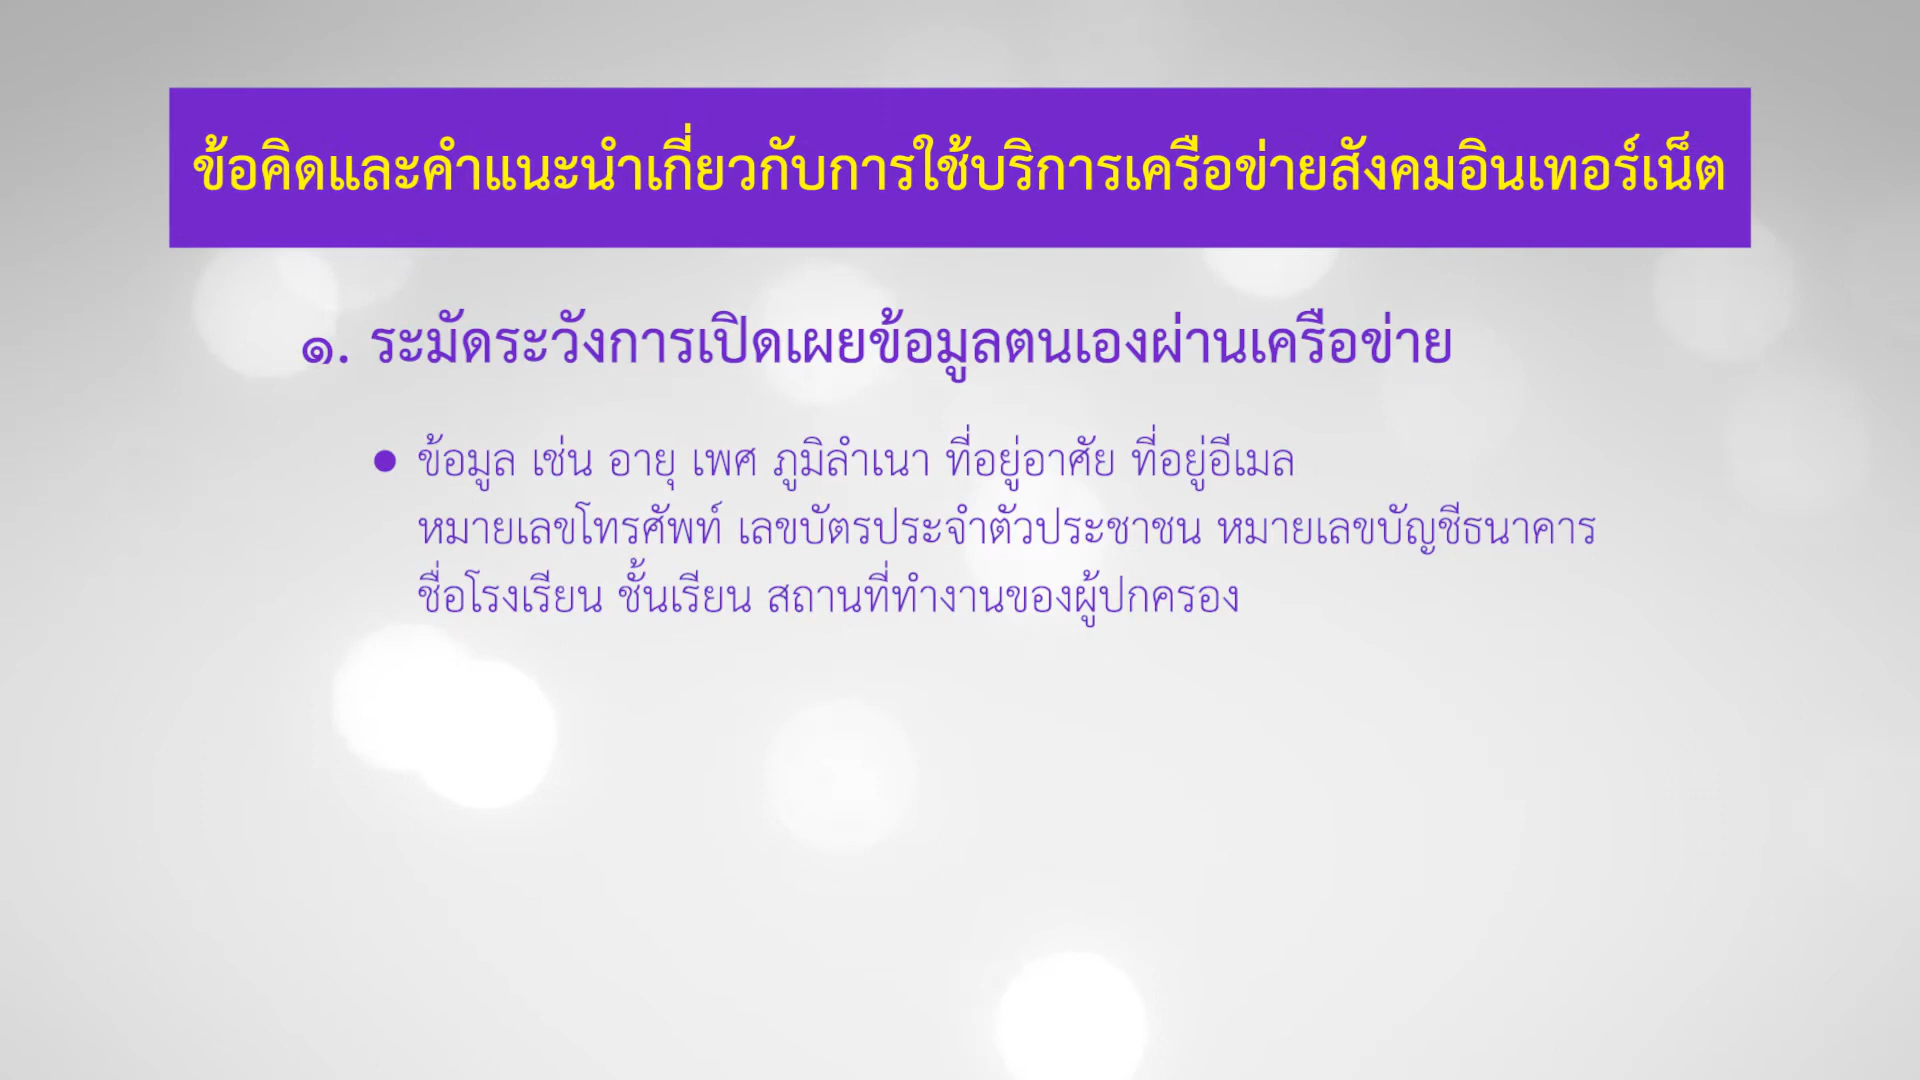 ข้อคิดและคำแนะนำเกี่ยวกับการใช้บริการเครือข่ายสังคมอินเทอร์เน็ต
๑. ระมัดระวังการเปิดเผยข้อมูลตนเองผ่านเครือข่าย
● ข้อมูล เช่น อายุ เพศ ภูมิลำเนา ที่อยู่อาศัย ที่อยู่อีเมล
หมายเลขโทรศัพท์ เลขบัตรประจำตัวประชาชน หมายเลขบัญชีธนาคาร
ชื่อโรงเรียน ชั้นเรียน สถานที่ทำงานของผู้ปกครอง